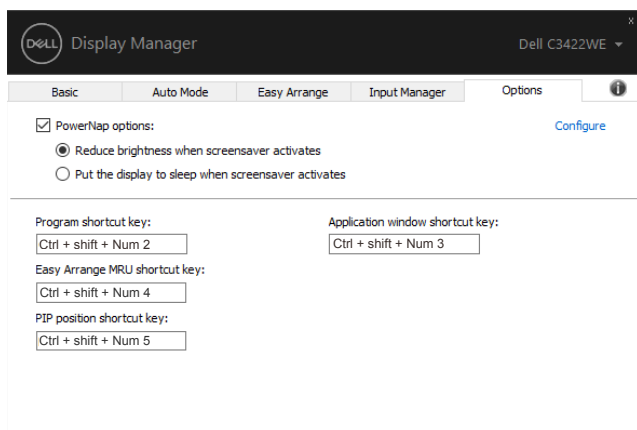 DELL Display Manager
Dell C3422WE
x
Basic Auto Mode Easy Arrange Input Manager Options
PowerNap options:
Configure
Reduce brightness when screensaver activates
Put the display to sleep when screensaver activates
Program shortcut key:
Ctrl + shift + Num 2
Application window shortcut key:
Ctrl + shift + Num 3
Easy Arrange MRU shortcut key:
Ctrl + shift + Num 4
PIP position shortcut key:
Ctrl + shift + Num 5